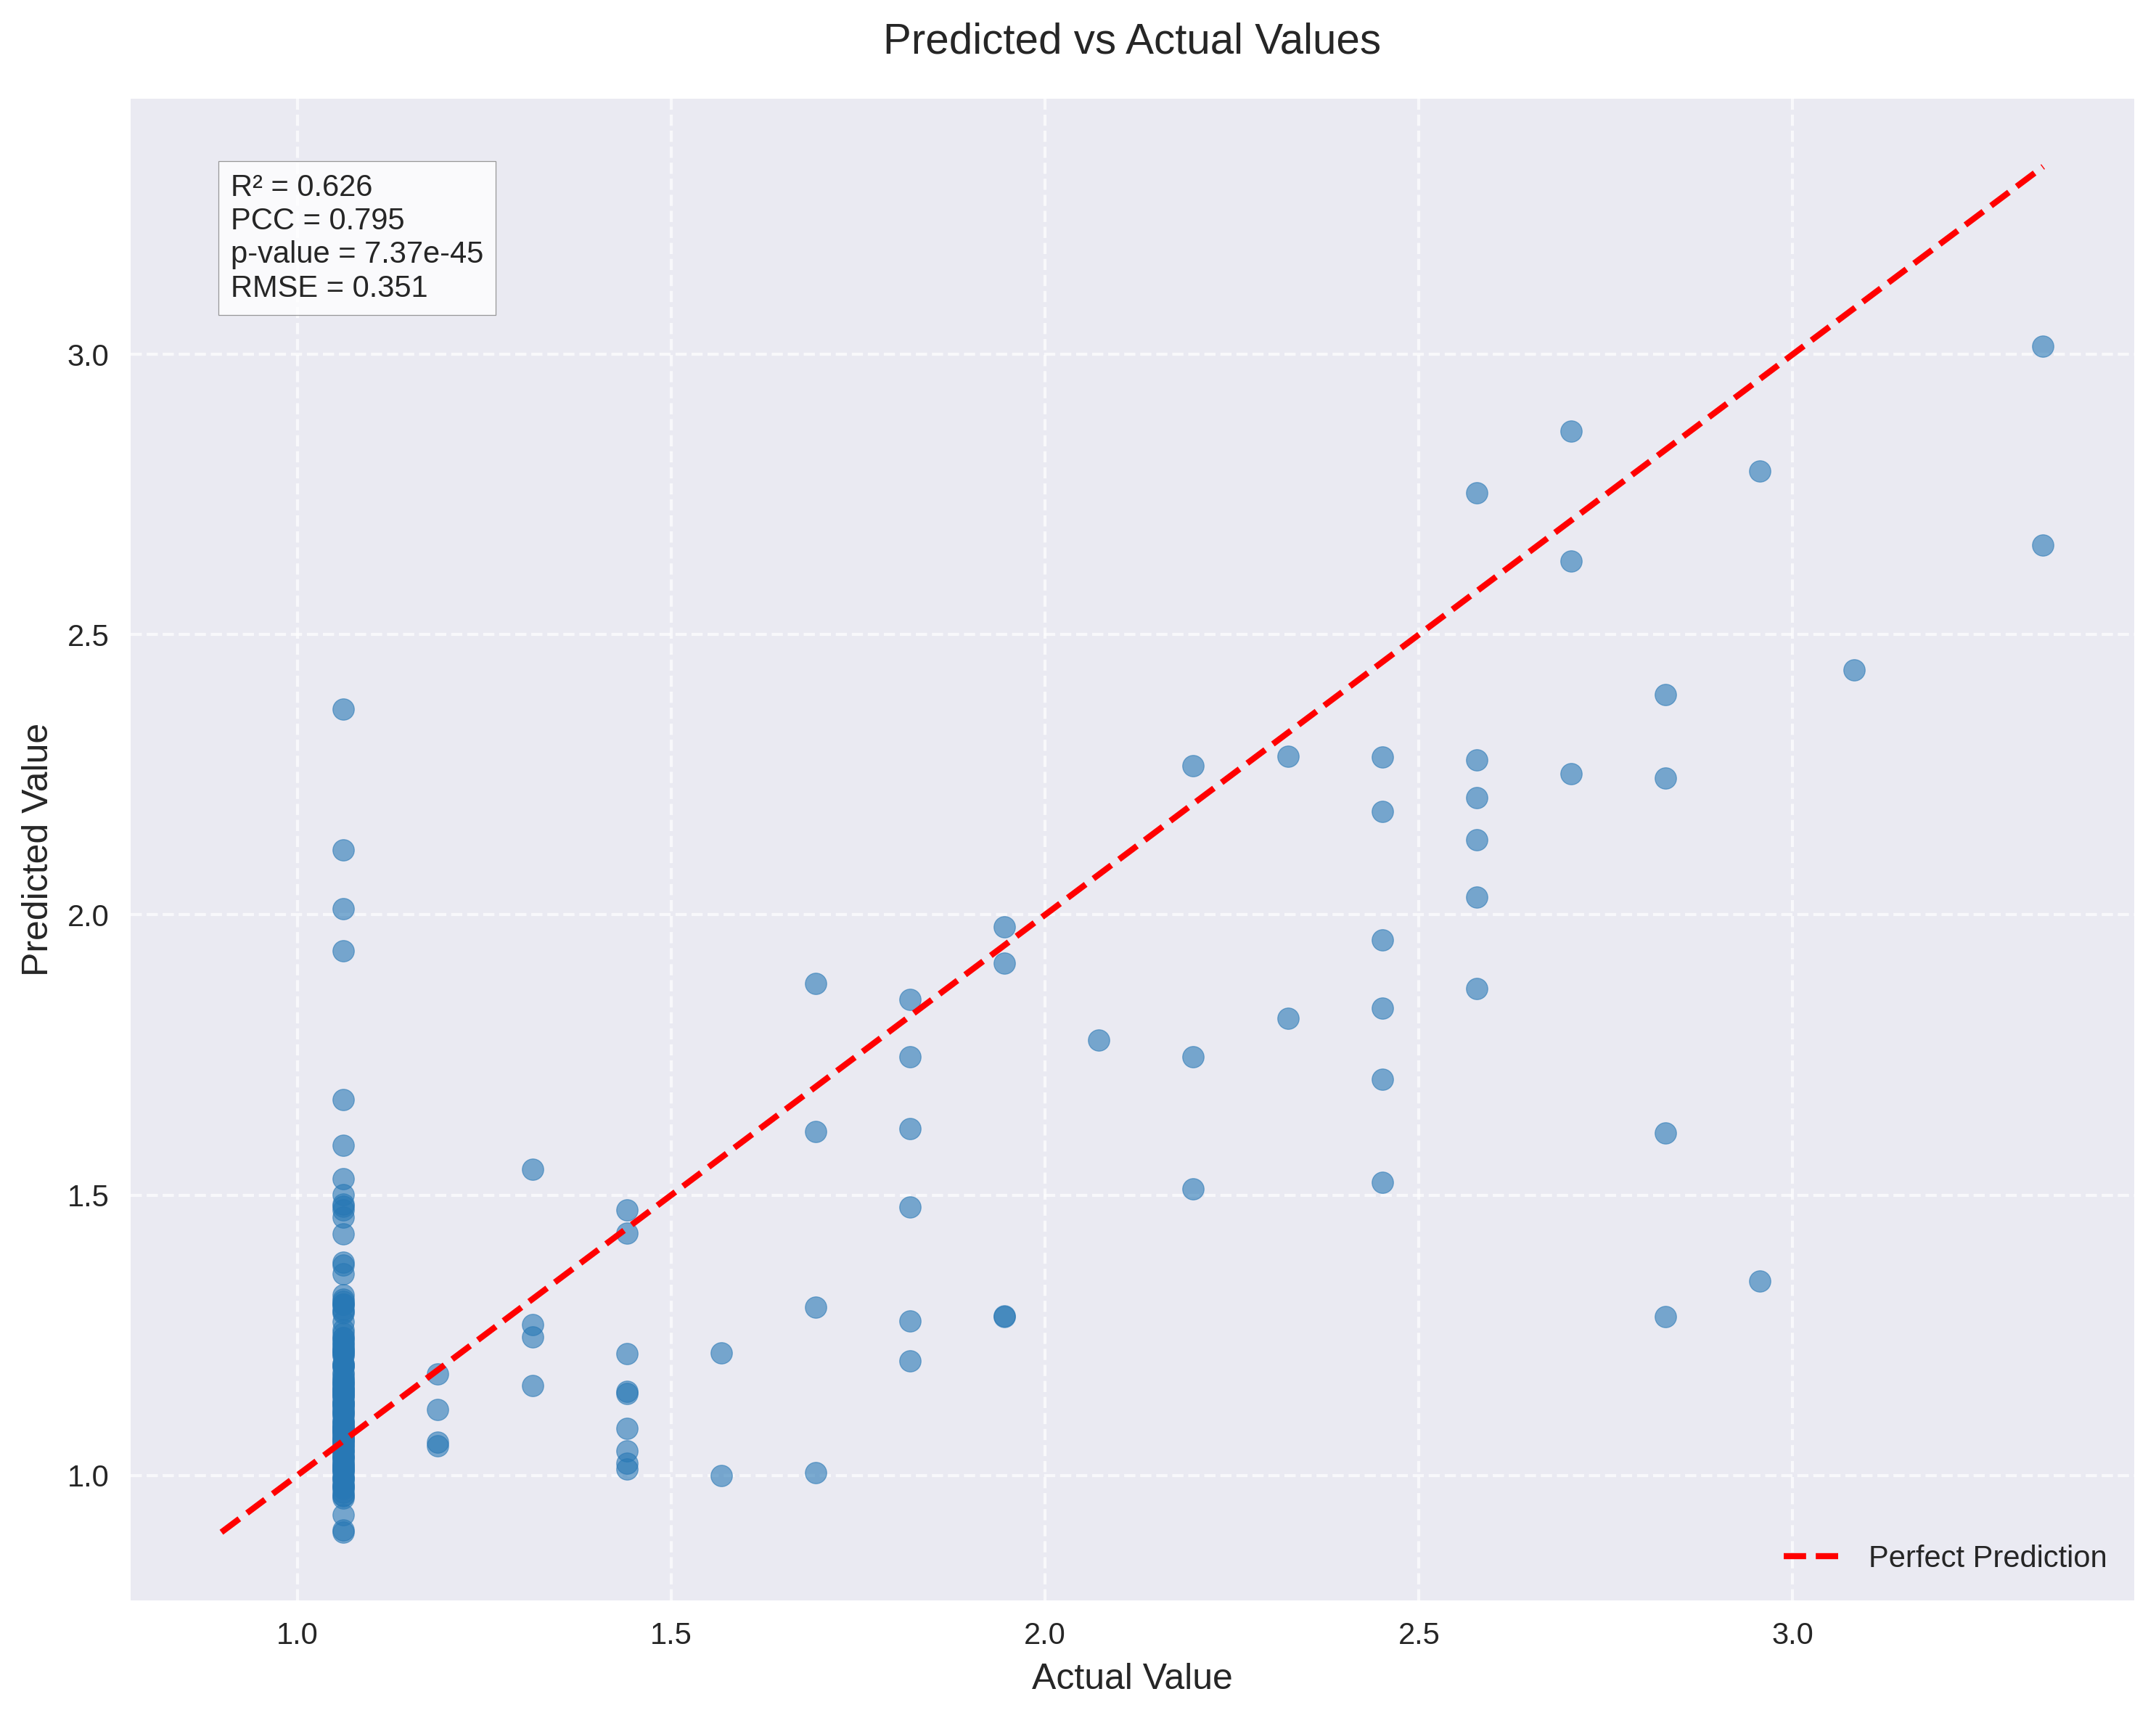 Predicted vs Actual Values
R² = 0.626
PCC = 0.795
p-value = 7.37e-45
RMSE = 0.351
3.0
2.5
2.0
1.5
1.0
Predicted Value
Perfect Prediction
1.0 1.5 2.0 2.5 3.0
Actual Value